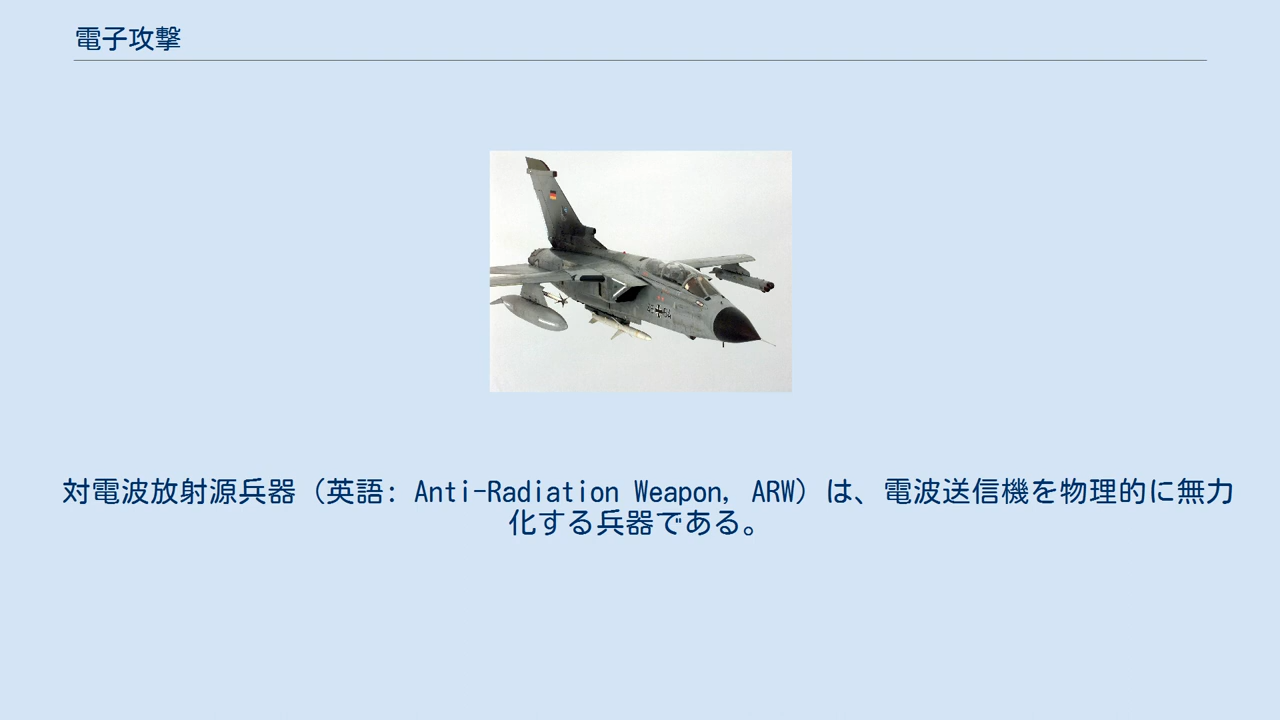 電子攻撃
対電波放射源兵器（英語: Anti-Radiation Weapon, ARW）は、電波送信機を物理的に無力
化する兵器である。